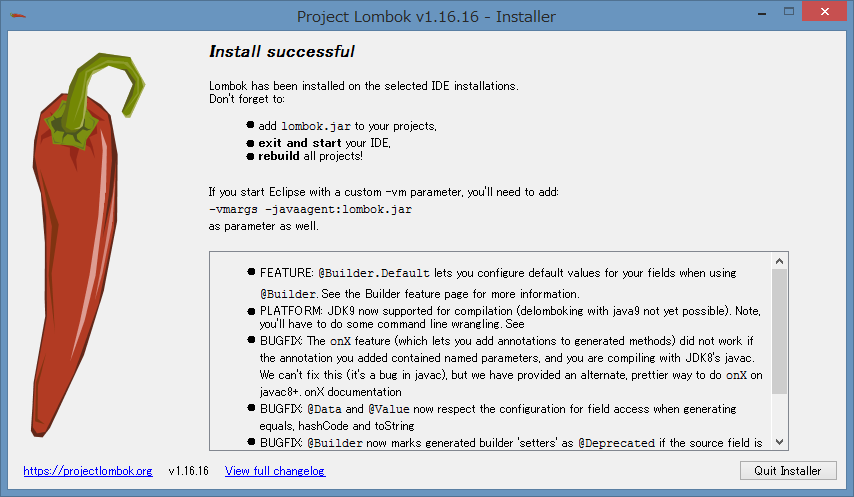 Project Lombok v1.16.16 - Installer
Install successful
Lombok has been installed on the selected IDE installations.
Don't forget to:
● add lombok.jar to your projects,
● exit and start your IDE,
● rebuild all projects!
If you start Eclipse with a custom -vm parameter, you'll need to add:
-vmargs -javaagent:lombok.jar
as parameter as well.
● FEATURE: @Builder.Default lets you configure default values for your fields when using
@Builder. See the Builder feature page for more information.
● PLATFORM: JDK9 now supported for compilation (delomboking with java9 not yet possible). Note,
you'll have to do some command line wrangling. See
● BUGFIX: The onX feature (which lets you add annotations to generated methods) did not work if
the annotation you added contained named parameters, and you are compiling with JDK8's javac.
We can't fix this (it's a bug in javac), but we have provided an alternate, prettier way to do onX on
javac8+. onX documentation
● BUGFIX: @Data and @Value now respect the configuration for field access when generating
equals, hashCode and toString
● BUGFIX: @Builder now marks generated builder 'setters' as @Deprecated if the source field is
https://projectlombok.org v1.16.16 View full changelog Quit Installer